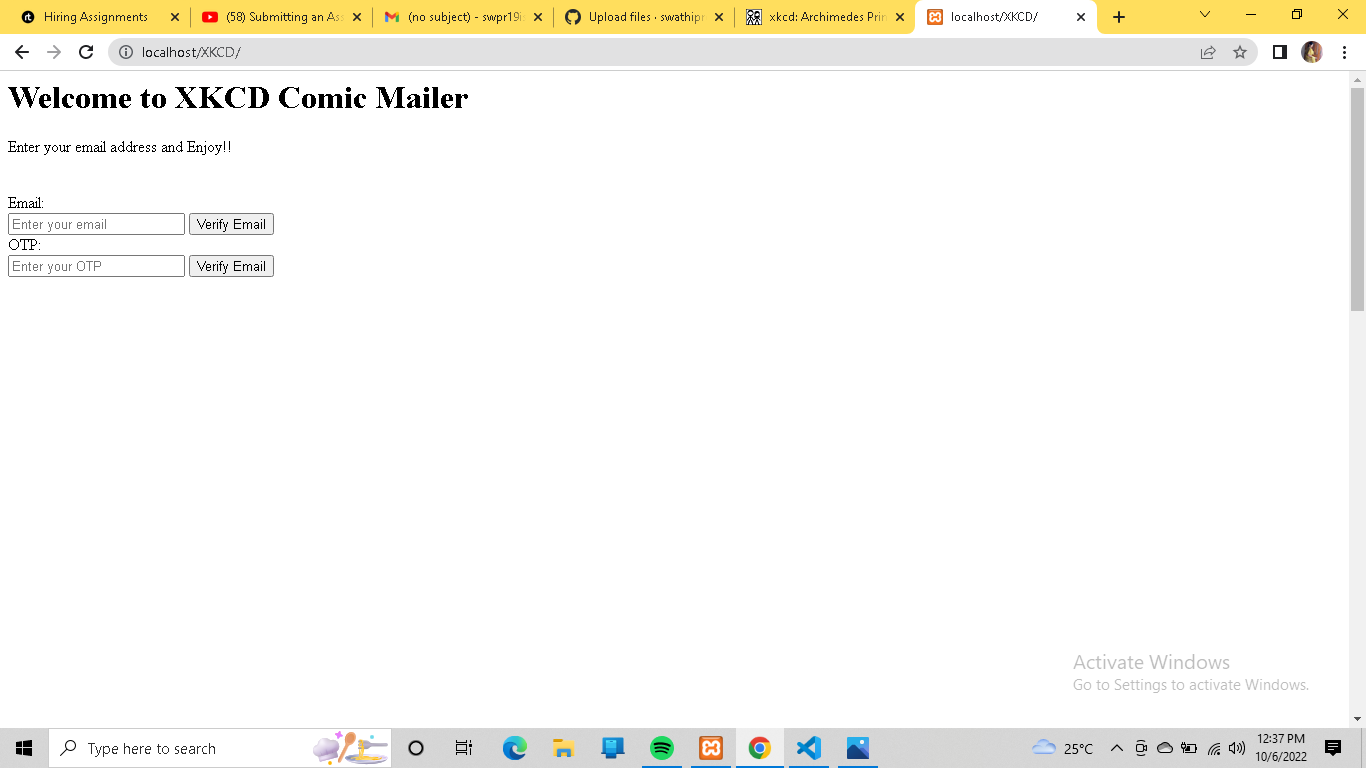 Hiring Assignments
(58) Submitting an Ass
(no subject) - swpr19i
Upload files · swathipr
xkcd: Archimedes Prin
localhost/XKCD/
localhost/XKCD/
Welcome to XKCD Comic Mailer
Enter your email address and Enjoy!!
Email:
Enter your email Verify Email
OTP:
Enter your OTP Verify Email
Activate Windows
Go to Settings to activate Windows.
Type here to search
25°C
12:37 PM
10/6/2022